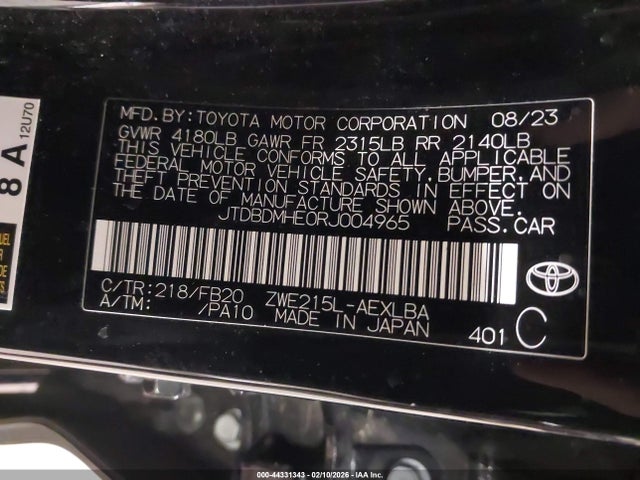 MFD. BY: TOYOTA MOTOR CORPORATION 08/23
GVWR 4180LB GAWR FR 2315LB RR 2140LB
THIS VEHICLE CONFORMS TO ALL APPLICABLE
FEDERAL MOTOR VEHICLE SAFETY, BUMPER, AND
THEFT PREVENTION STANDARDS IN EFFECT ON
THE DATE OF MANUFACTURE SHOWN ABOVE.
JTDBDMHE0RJ004965 PASS. CAR
C/TR: 218/FB20 ZWE215L-AEXLBA
A/TM: /PA10 MADE IN JAPAN
401 C
8 A
12U70
000-44331343 - 02/10/2026 - IAA Inc.